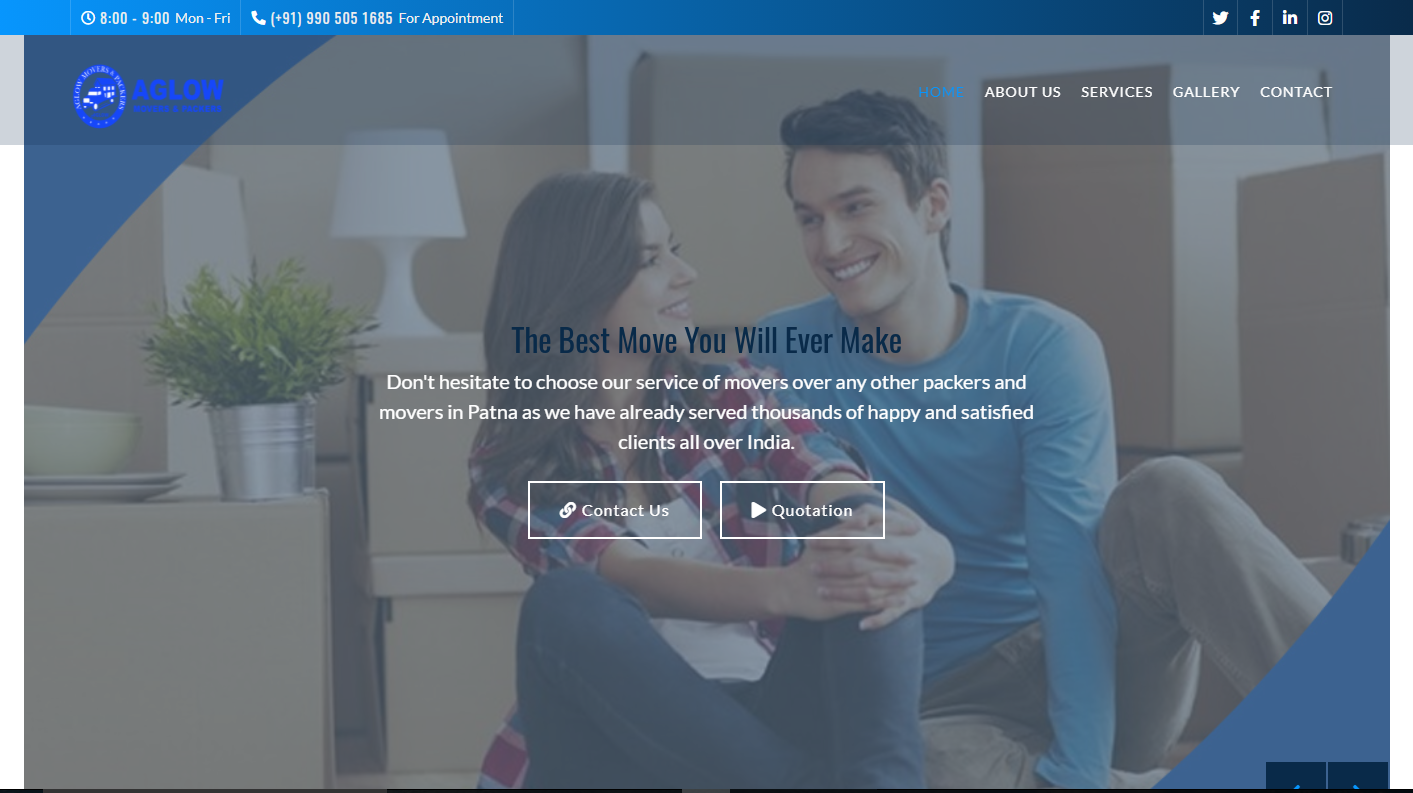 8:00 - 9:00 Mon - Fri
(+91) 990 505 1685 For Appointment
AGLOW MOVERS & PACKERS
AGLOW
HOME
ABOUT US
SERVICES
GALLERY
CONTACT
The Best Move You Will Ever Make
Don't hesitate to choose our service of movers over any other packers and
movers in Patna as we have already served thousands of happy and satisfied
clients all over India.
Contact Us
Quotation